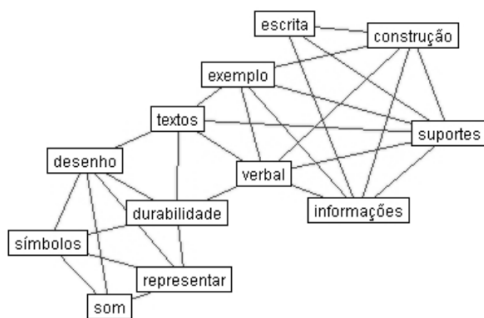 escrita
construção
exemplo
textos
suportes
desenho
verbal
durabilidade
informações
símbolos
representar
som